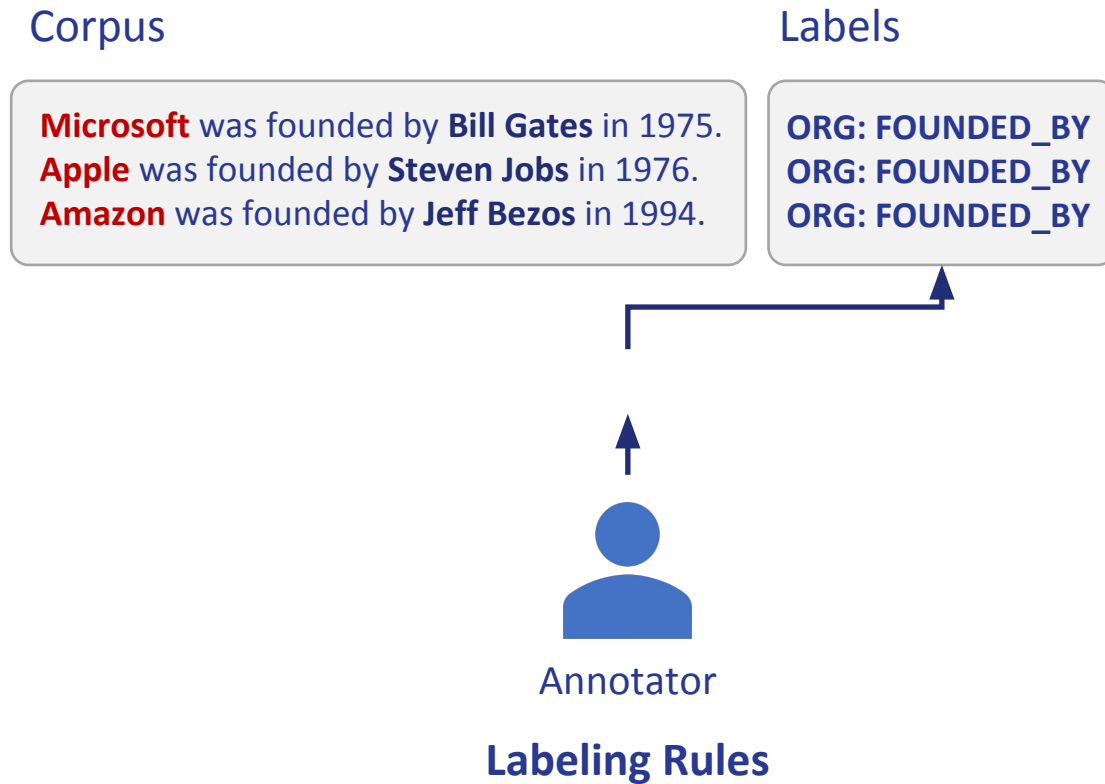 Corpus
Labels
Microsoft was founded by Bill Gates in 1975.
Apple was founded by Steven Jobs in 1976.
Amazon was founded by Jeff Bezos in 1994.
ORG: FOUNDED_BY
ORG: FOUNDED_BY
ORG: FOUNDED_BY
Annotator
Labeling Rules